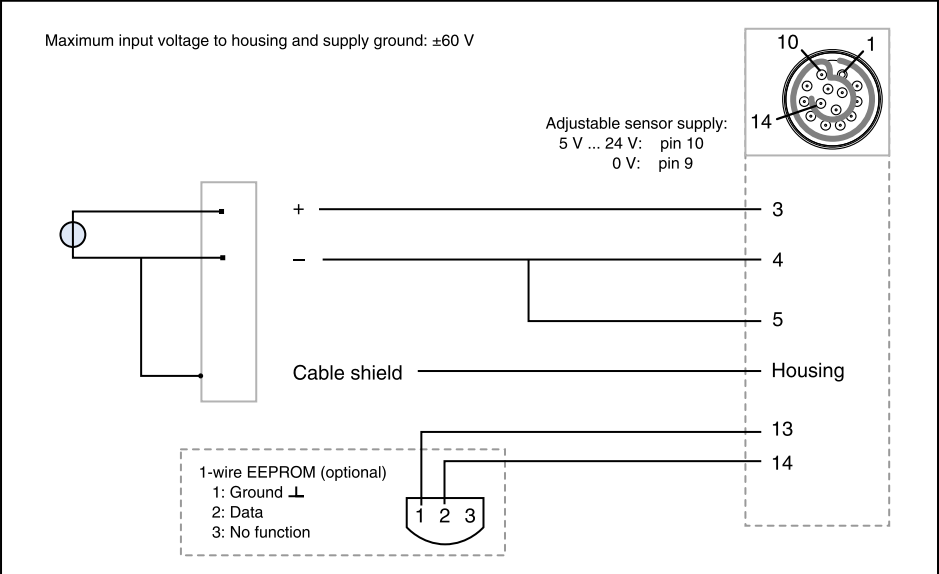 Maximum input voltage to housing and supply ground: ±60 V
10
1
14
Adjustable sensor supply:
5 V ... 24 V: pin 10
0 V: pin 9
+ 3
– 4
5
Cable shield Housing
13
14
1-wire EEPROM (optional)
1: Ground ⊥
2: Data
3: No function
1 2 3